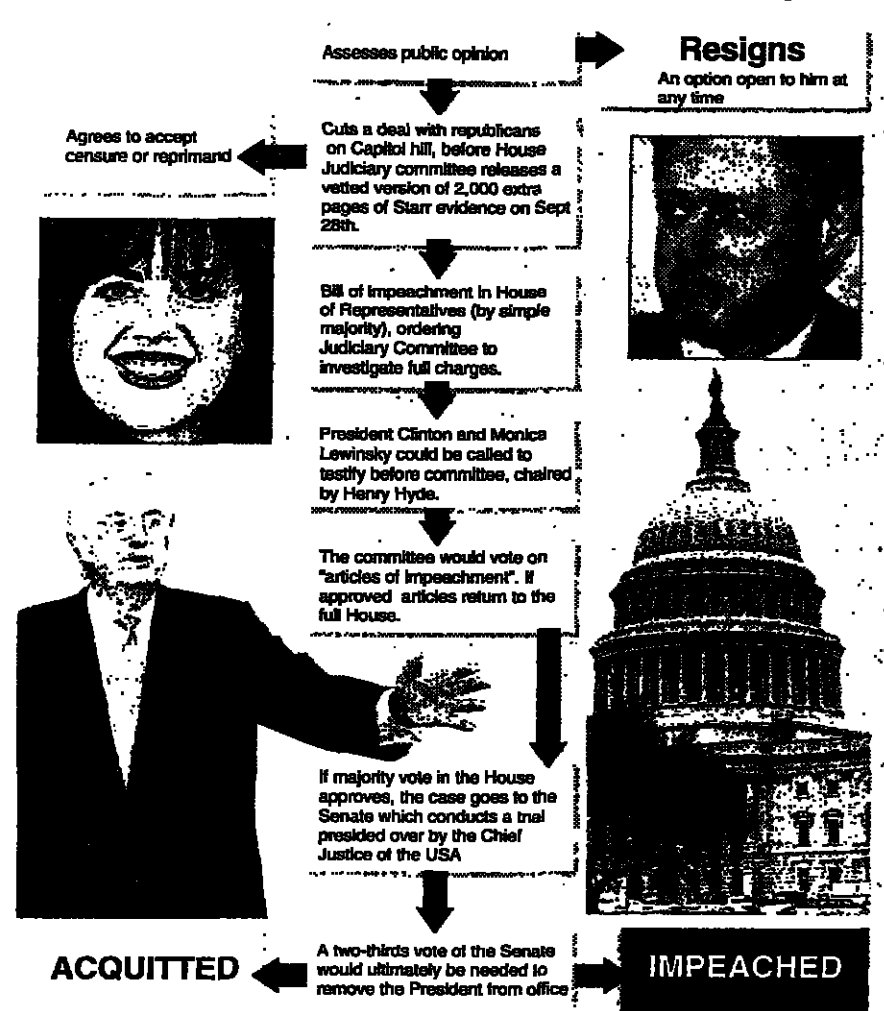 Assesses public opinion
Resigns
An option open to him at
any time
Agrees to accept
censure or reprimand
Cuts a deal with republicans
on Capitol hill, before House
Judiciary committee releases a
vetted version of 2,000 extra
pages of Starr evidence on Sept
28th.
Bill of impeachment in House
of Representatives (by simple
majority), ordering
Judiciary Committee to
investigate full charges.
President Clinton and Monica
Lewinsky could be called to
testify before committee, chaired
by Henry Hyde.
The committee would vote on
"articles of impeachment". If
approved articles return to the
full House.
If majority vote in the House
approves, the case goes to the
Senate which conducts a trial
presided over by the Chief
Justice of the USA
ACQUITTED
A two-thirds vote of the Senate
would ultimately be needed to
remove the President from office
IMPEACHED